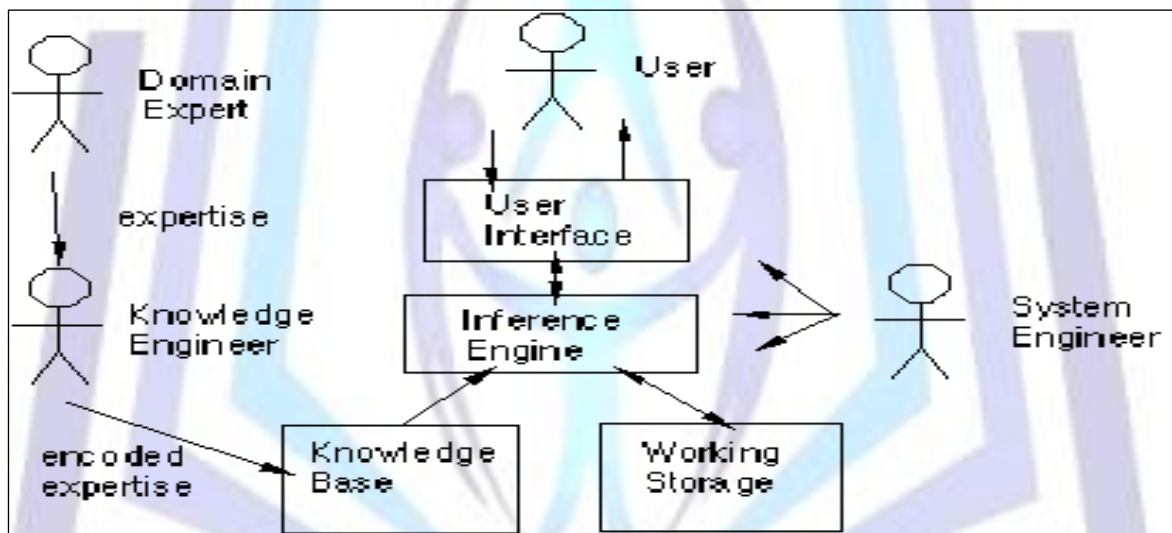 Domain
Expert
User
expertise
User
Interface
Knowledge
Engineer
Inference
Engine
System
Engineer
encoded
expertise
Knowledge
Base
Working
Storage